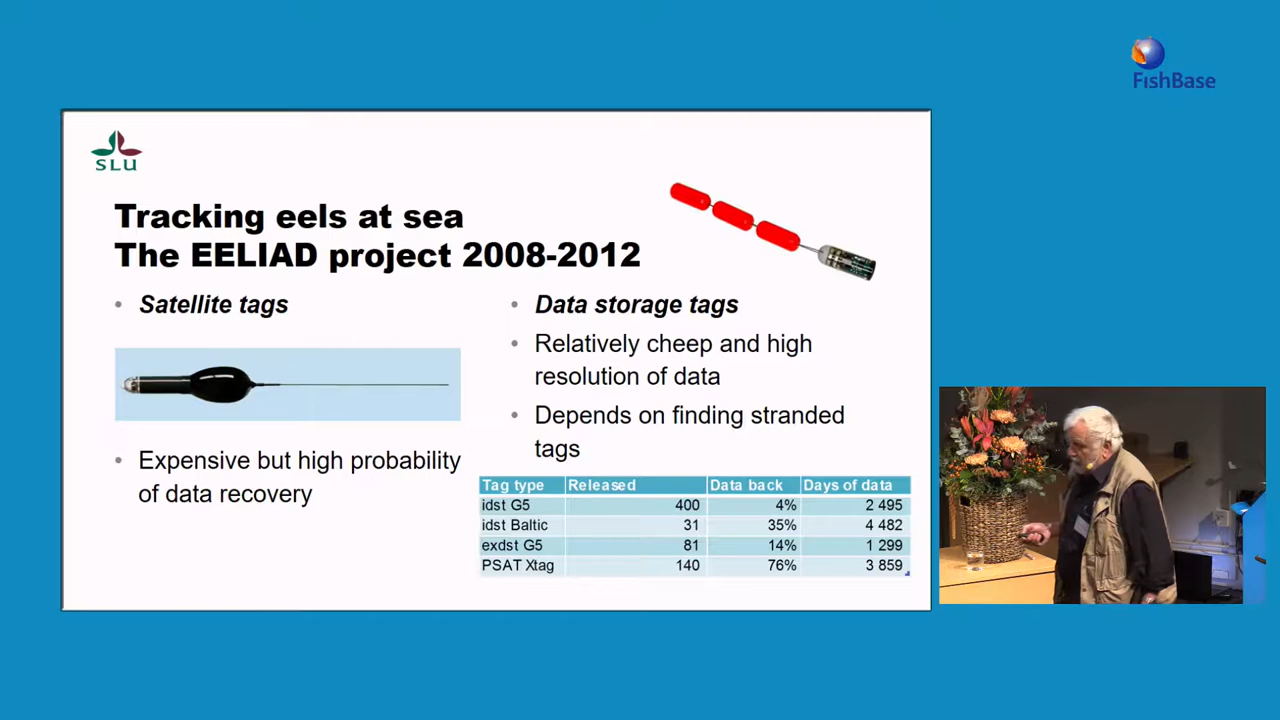 FishBase
SLU
Tracking eels at sea
The EELIAD project 2008-2012
• Satellite tags
• Expensive but high probability
of data recovery
• Data storage tags
• Relatively cheep and high
resolution of data
• Depends on finding stranded
tags
Tag type Released Data back Days of data
idst G5 400 4% 2 495
idst Baltic 31 35% 4 482
exdst G5 81 14% 1 299
PSAT Xtag 140 76% 3 859